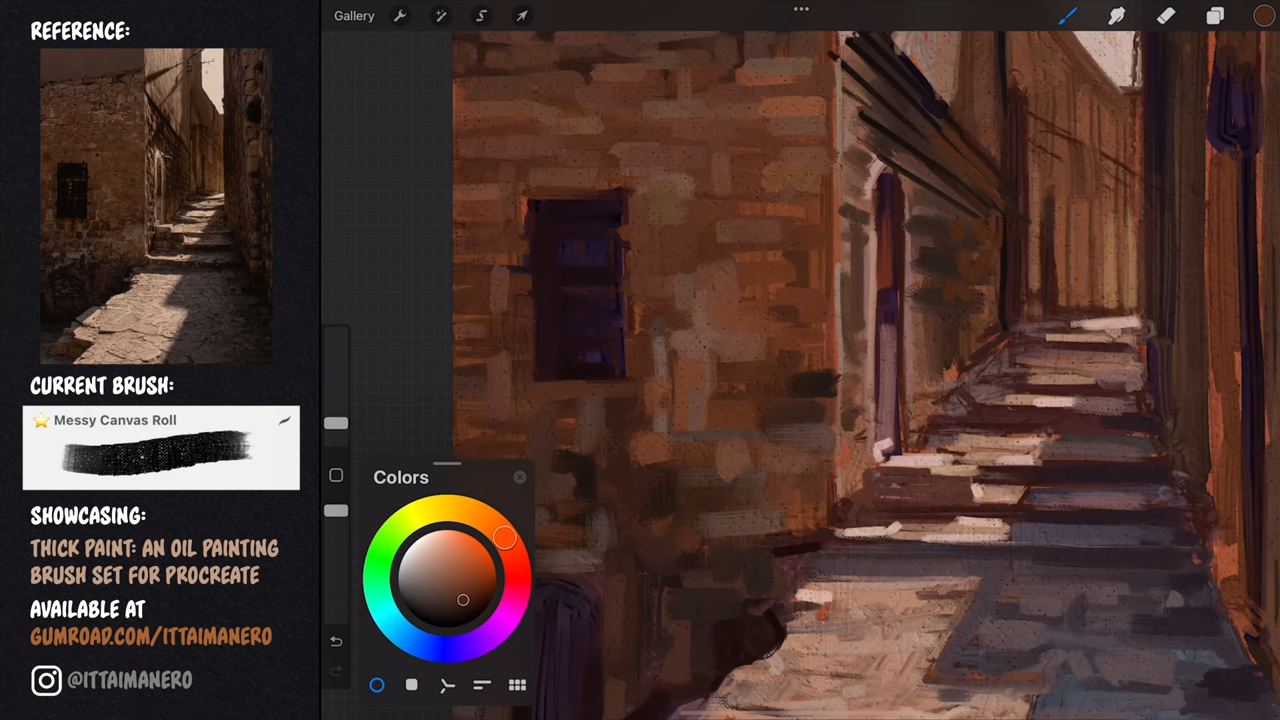 REFERENCE:
Gallery
CURRENT BRUSH:
Messy Canvas Roll
Colors
SHOWCASING:
THICK PAINT: AN OIL PAINTING
BRUSH SET FOR PROCREATE
AVAILABLE AT
GUMROAD.COM/ITTAIMANERO
@ITTAIMANERO